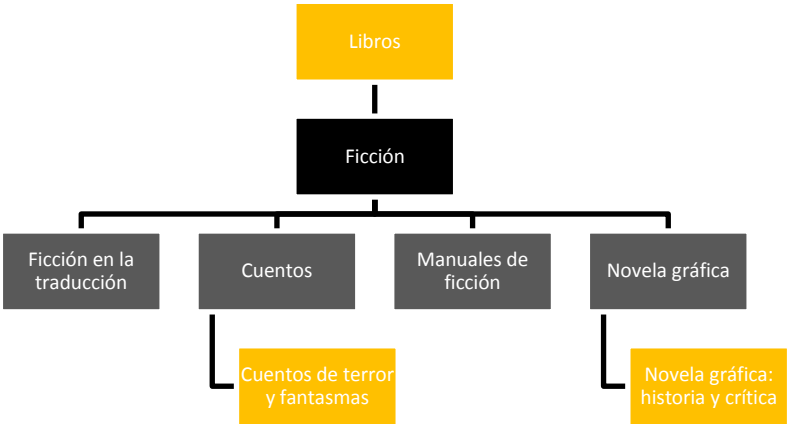 Libros
Ficción
Ficción en la
traducción
Cuentos
Manuales de
ficción
Novela gráfica
Cuentos de terror
y fantasmas
Novela gráfica:
historia y crítica